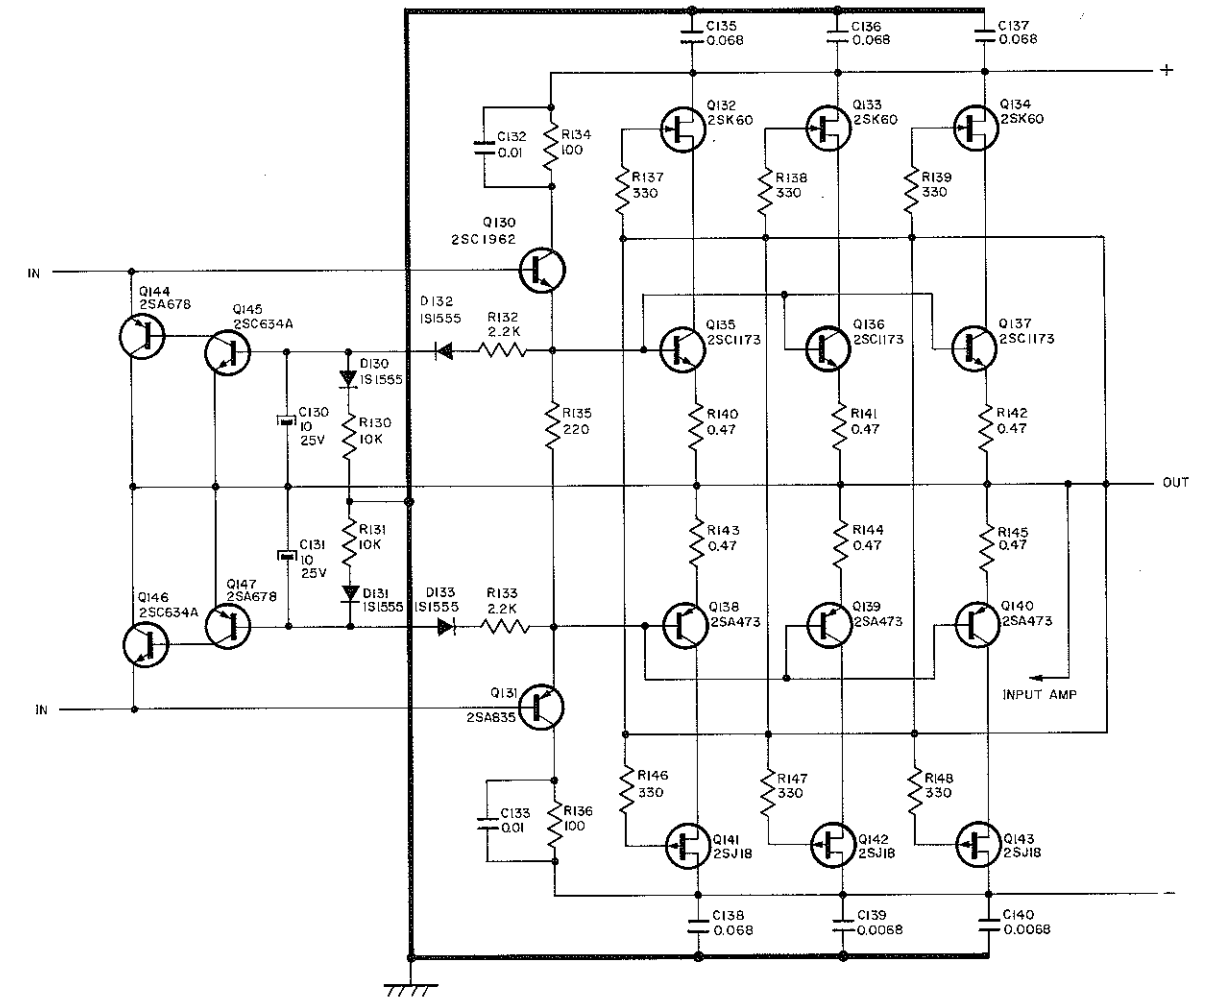 C135
0.068
C136
0.068
C137
0.068
+
Q132
2SK60
Q133
2SK60
Q134
2SK60
C132
0.01
R134
100
R137
330
R138
330
R139
330
Q130
2SC1962
IN
Q144
2SA678
Q145
2SC634A
D132
1S1555
R132
2.2K
Q135
2SC1173
Q136
2SC1173
Q137
2SC1173
D130
1S1555
C130
10
25V
R130
10K
R135
220
R140
0.47
R141
0.47
R142
0.47
OUT
C131
10
25V
R131
10K
R143
0.47
R144
0.47
R145
0.47
Q146
2SC634A
Q147
2SA678
D131
1S1555
D133
1S1555
R133
2.2K
Q138
2SA473
Q139
2SA473
Q140
2SA473
INPUT AMP
IN
Q131
2SA835
C133
0.01
R136
100
R146
330
R147
330
R148
330
Q141
2SJ18
Q142
2SJ18
Q143
2SJ18
−
C138
0.068
C139
0.0068
C140
0.0068